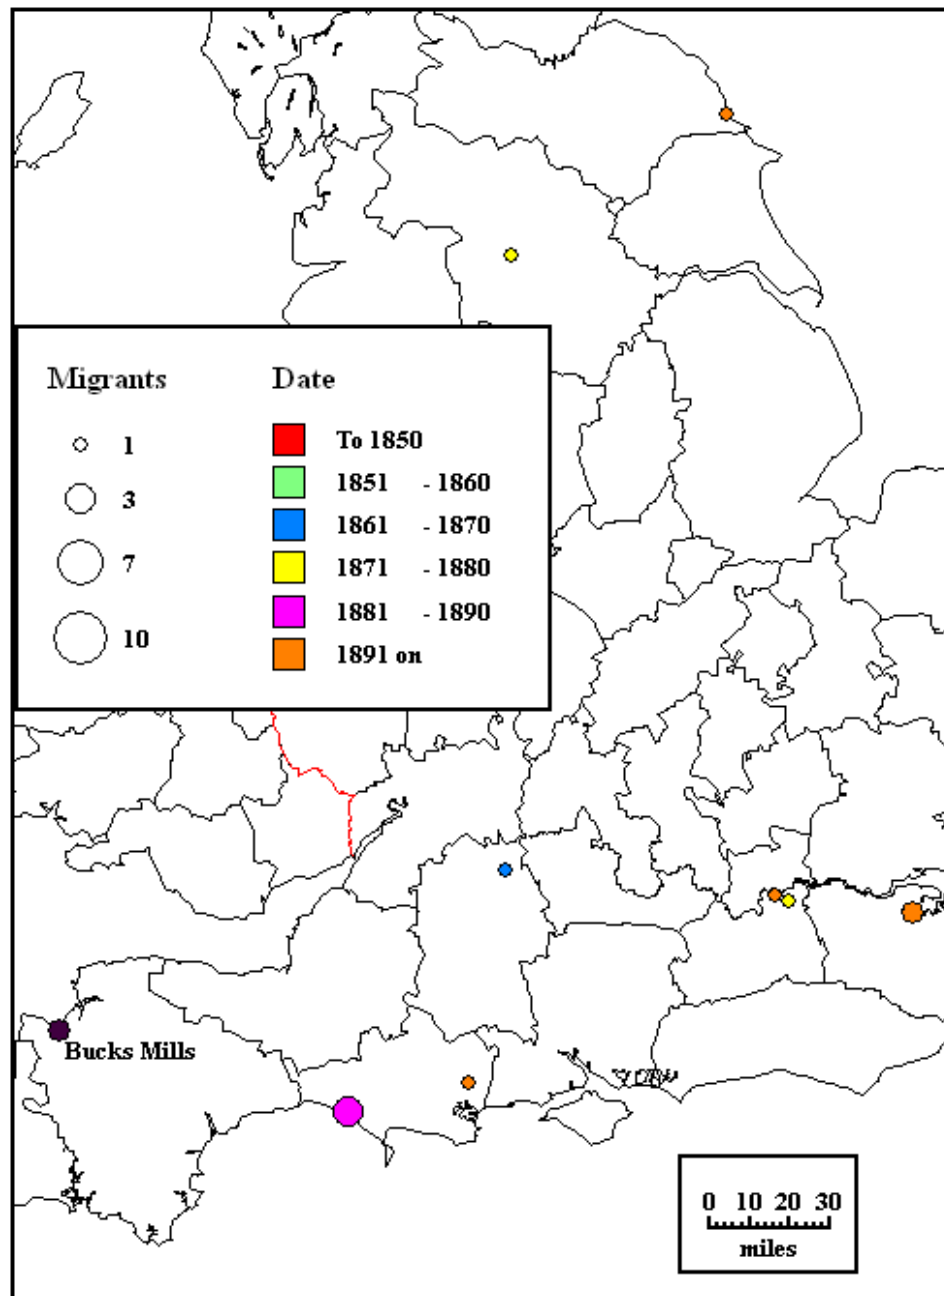 Migrants Date
1 To 1850
3 1851 - 1860
1861 - 1870
7 1871 - 1880
1881 - 1890
10 1891 on
Bucks Mills
0 10 20 30
miles